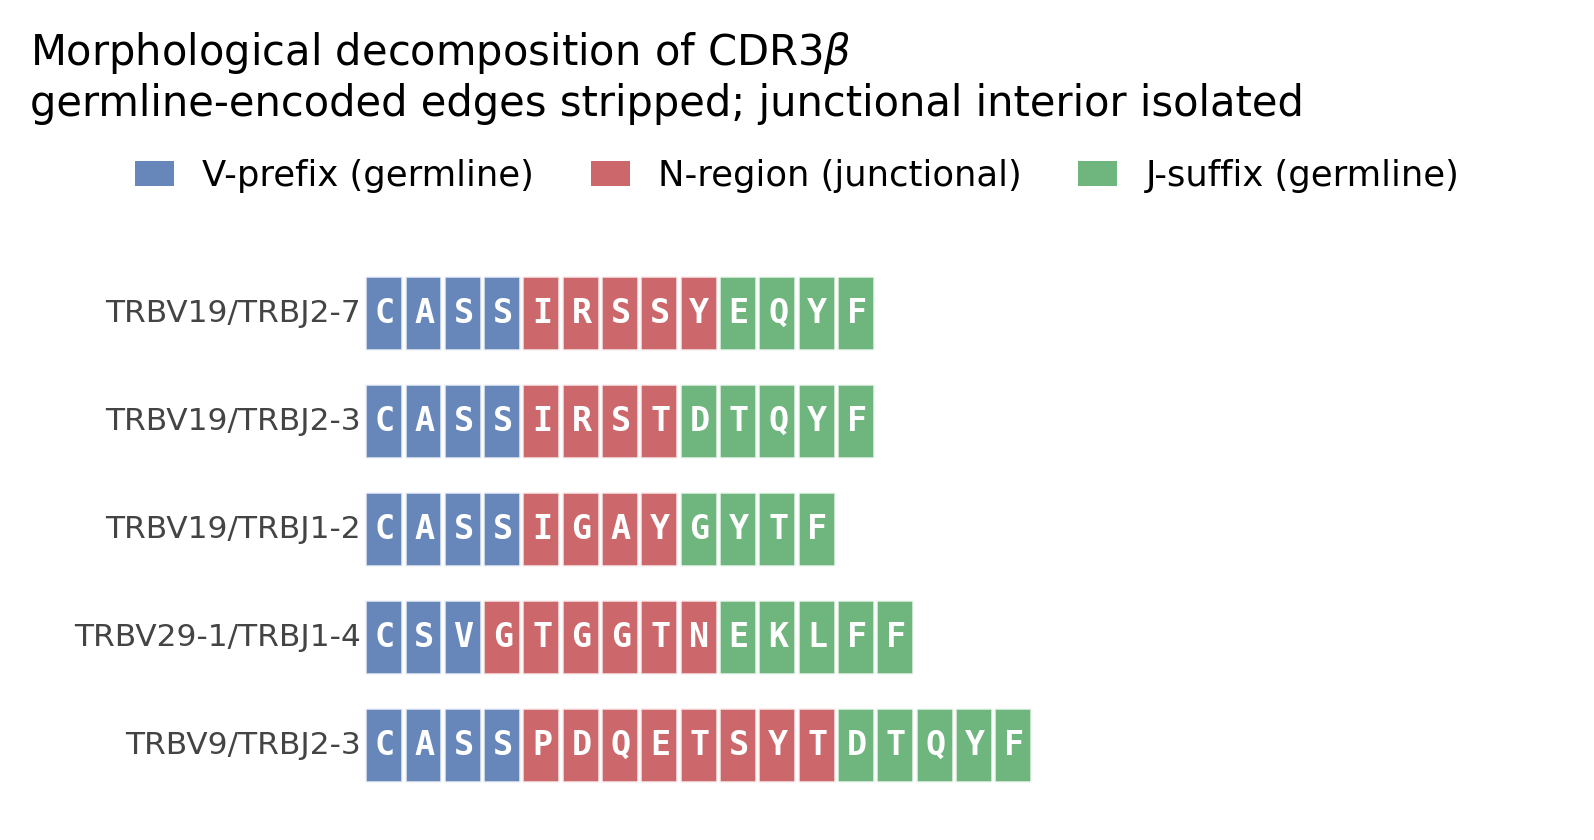 Morphological decomposition of CDR3β
germline-encoded edges stripped; junctional interior isolated
V-prefix (germline) N-region (junctional) J-suffix (germline)
TRBV19/TRBJ2-7 C A S S I R S S Y E Q Y F
TRBV19/TRBJ2-3 C A S S I R S T D T Q Y F
TRBV19/TRBJ1-2 C A S S I G A Y G Y T F
TRBV29-1/TRBJ1-4 C S V G T G G T N E K L F F
TRBV9/TRBJ2-3 C A S S P D Q E T S Y T D T Q Y F